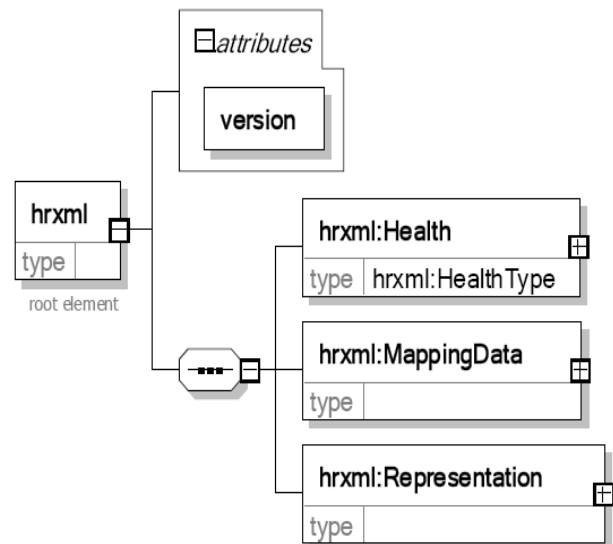 attributes
version
hrxml
type
root element
hrxml:Health
type hrxml:HealthType
hrxml:MappingData
type
hrxml:Representation
type